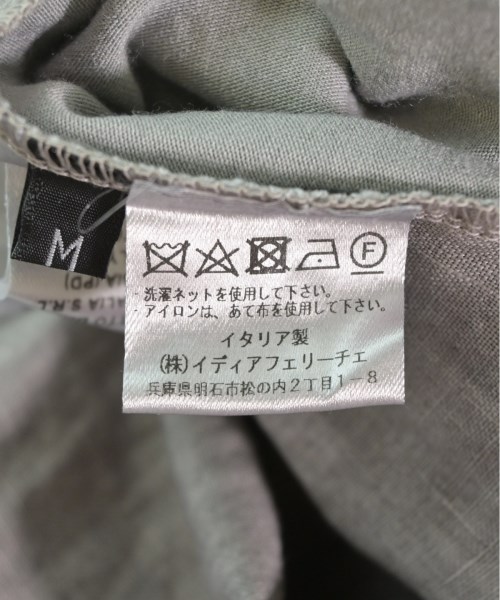 M
F
・洗濯ネットを使用して下さい。
・アイロンは、あて布を使用して下さい。
イタリア製
(株)イディアフェリーチェ
兵庫県明石市松の内2丁目1-8
ALIA S.R.L
(PD)